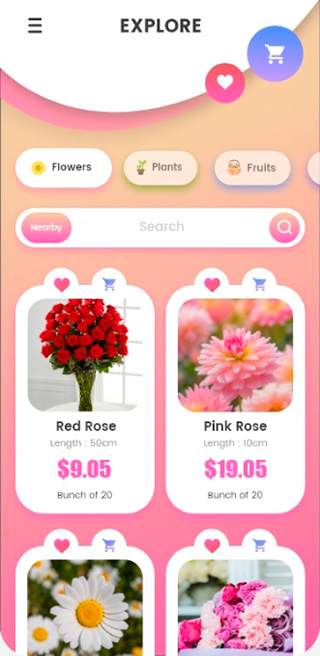 EXPLORE
Flowers
Plants
Fruits
Nearby
Search
Red Rose
Length : 50cm
$9.05
Bunch of 20
Pink Rose
Length : 10cm
$19.05
Bunch of 20